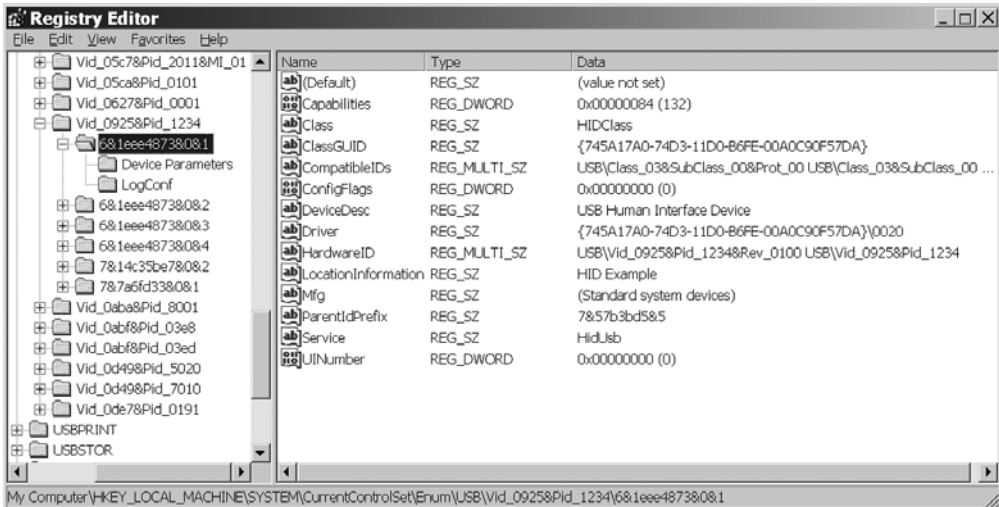 Registry Editor
File Edit View Favorites Help
Vid_05c7&Pid_2011&MI_01
Vid_05ca&Pid_0101
Vid_0627&Pid_0001
Vid_0925&Pid_1234
6&1eee4873&0&1
Device Parameters
LogConf
6&1eee4873&0&2
6&1eee4873&0&3
6&1eee4873&0&4
7&14c35be7&0&2
7&7a6fd33&0&1
Vid_0aba&Pid_8001
Vid_0abf&Pid_03e8
Vid_0abf&Pid_03ed
Vid_0d49&Pid_5020
Vid_0d49&Pid_7010
Vid_0de7&Pid_0191
USBPRINT
USBSTOR
Name Type Data
(Default) REG_SZ (value not set)
Capabilities REG_DWORD 0x00000084 (132)
Class REG_SZ HIDClass
ClassGUID REG_SZ {745A17A0-74D3-11D0-B6FE-00A0C90F57DA}
CompatibleIDs REG_MULTI_SZ USB\Class_03&SubClass_00&Prot_00 USB\Class_03&SubClass_00 ...
ConfigFlags REG_DWORD 0x00000000 (0)
DeviceDesc REG_SZ USB Human Interface Device
Driver REG_SZ {745A17A0-74D3-11D0-B6FE-00A0C90F57DA}\0020
HardwareID REG_MULTI_SZ USB\Vid_0925&Pid_1234&Rev_0100 USB\Vid_0925&Pid_1234
LocationInformation REG_SZ HID Example
Mfg REG_SZ (Standard system devices)
ParentIdPrefix REG_SZ 7&57b3bd5&5
Service REG_SZ HidUsb
UINumber REG_DWORD 0x00000000 (0)
My Computer\HKEY_LOCAL_MACHINE\SYSTEM\CurrentControlSet\Enum\USB\Vid_0925&Pid_1234\6&1eee4873&0&1